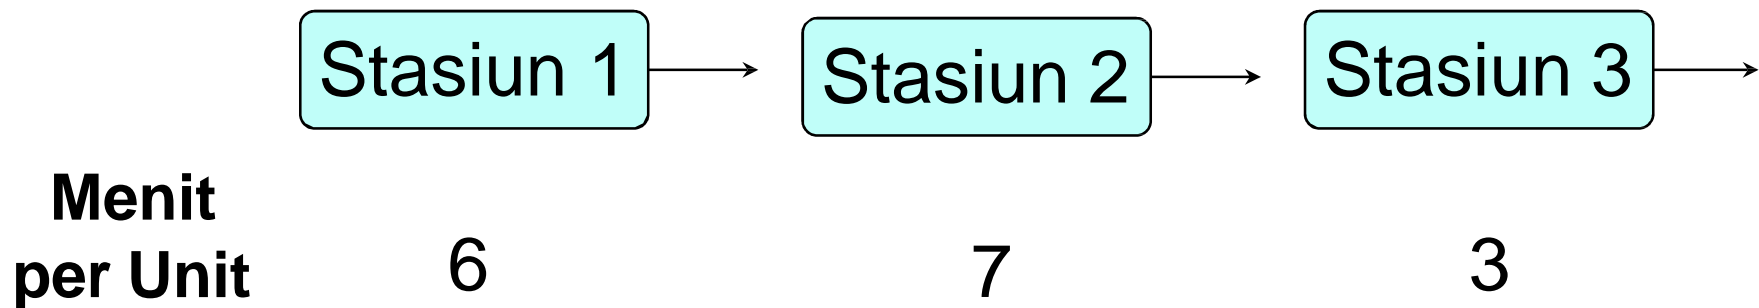 Stasiun 1
Stasiun 2
Stasiun 3
Menit
per Unit
6
7
3